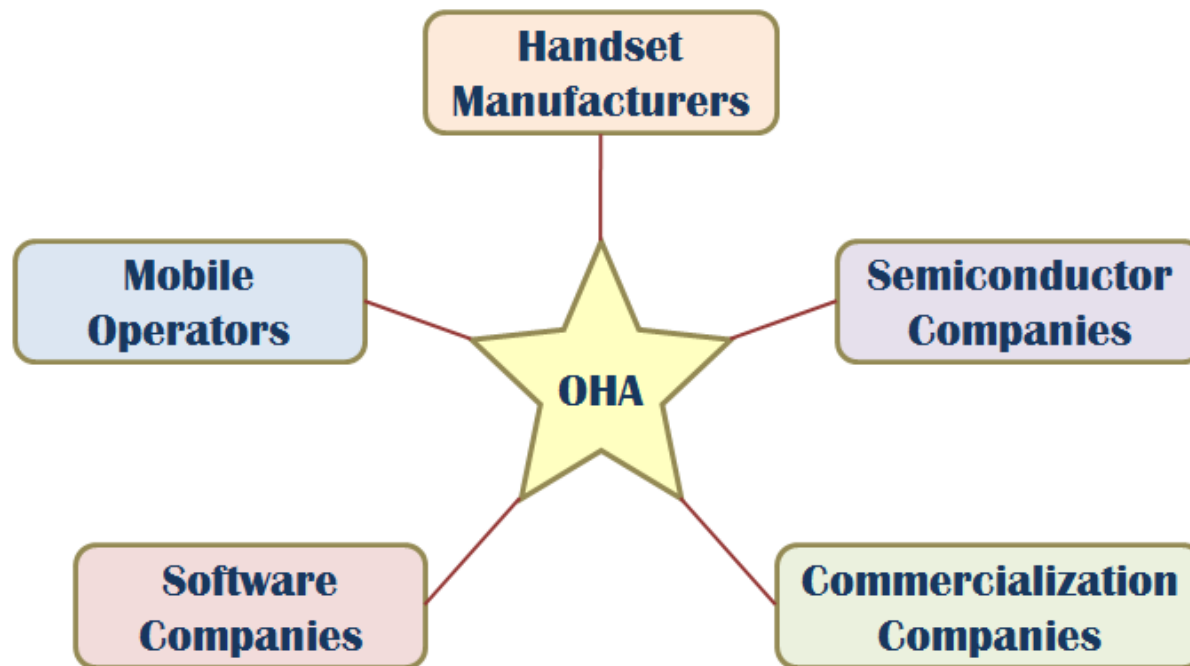 Handset
Manufacturers
Mobile
Operators
Semiconductor
Companies
OHA
Software
Companies
Commercialization
Companies